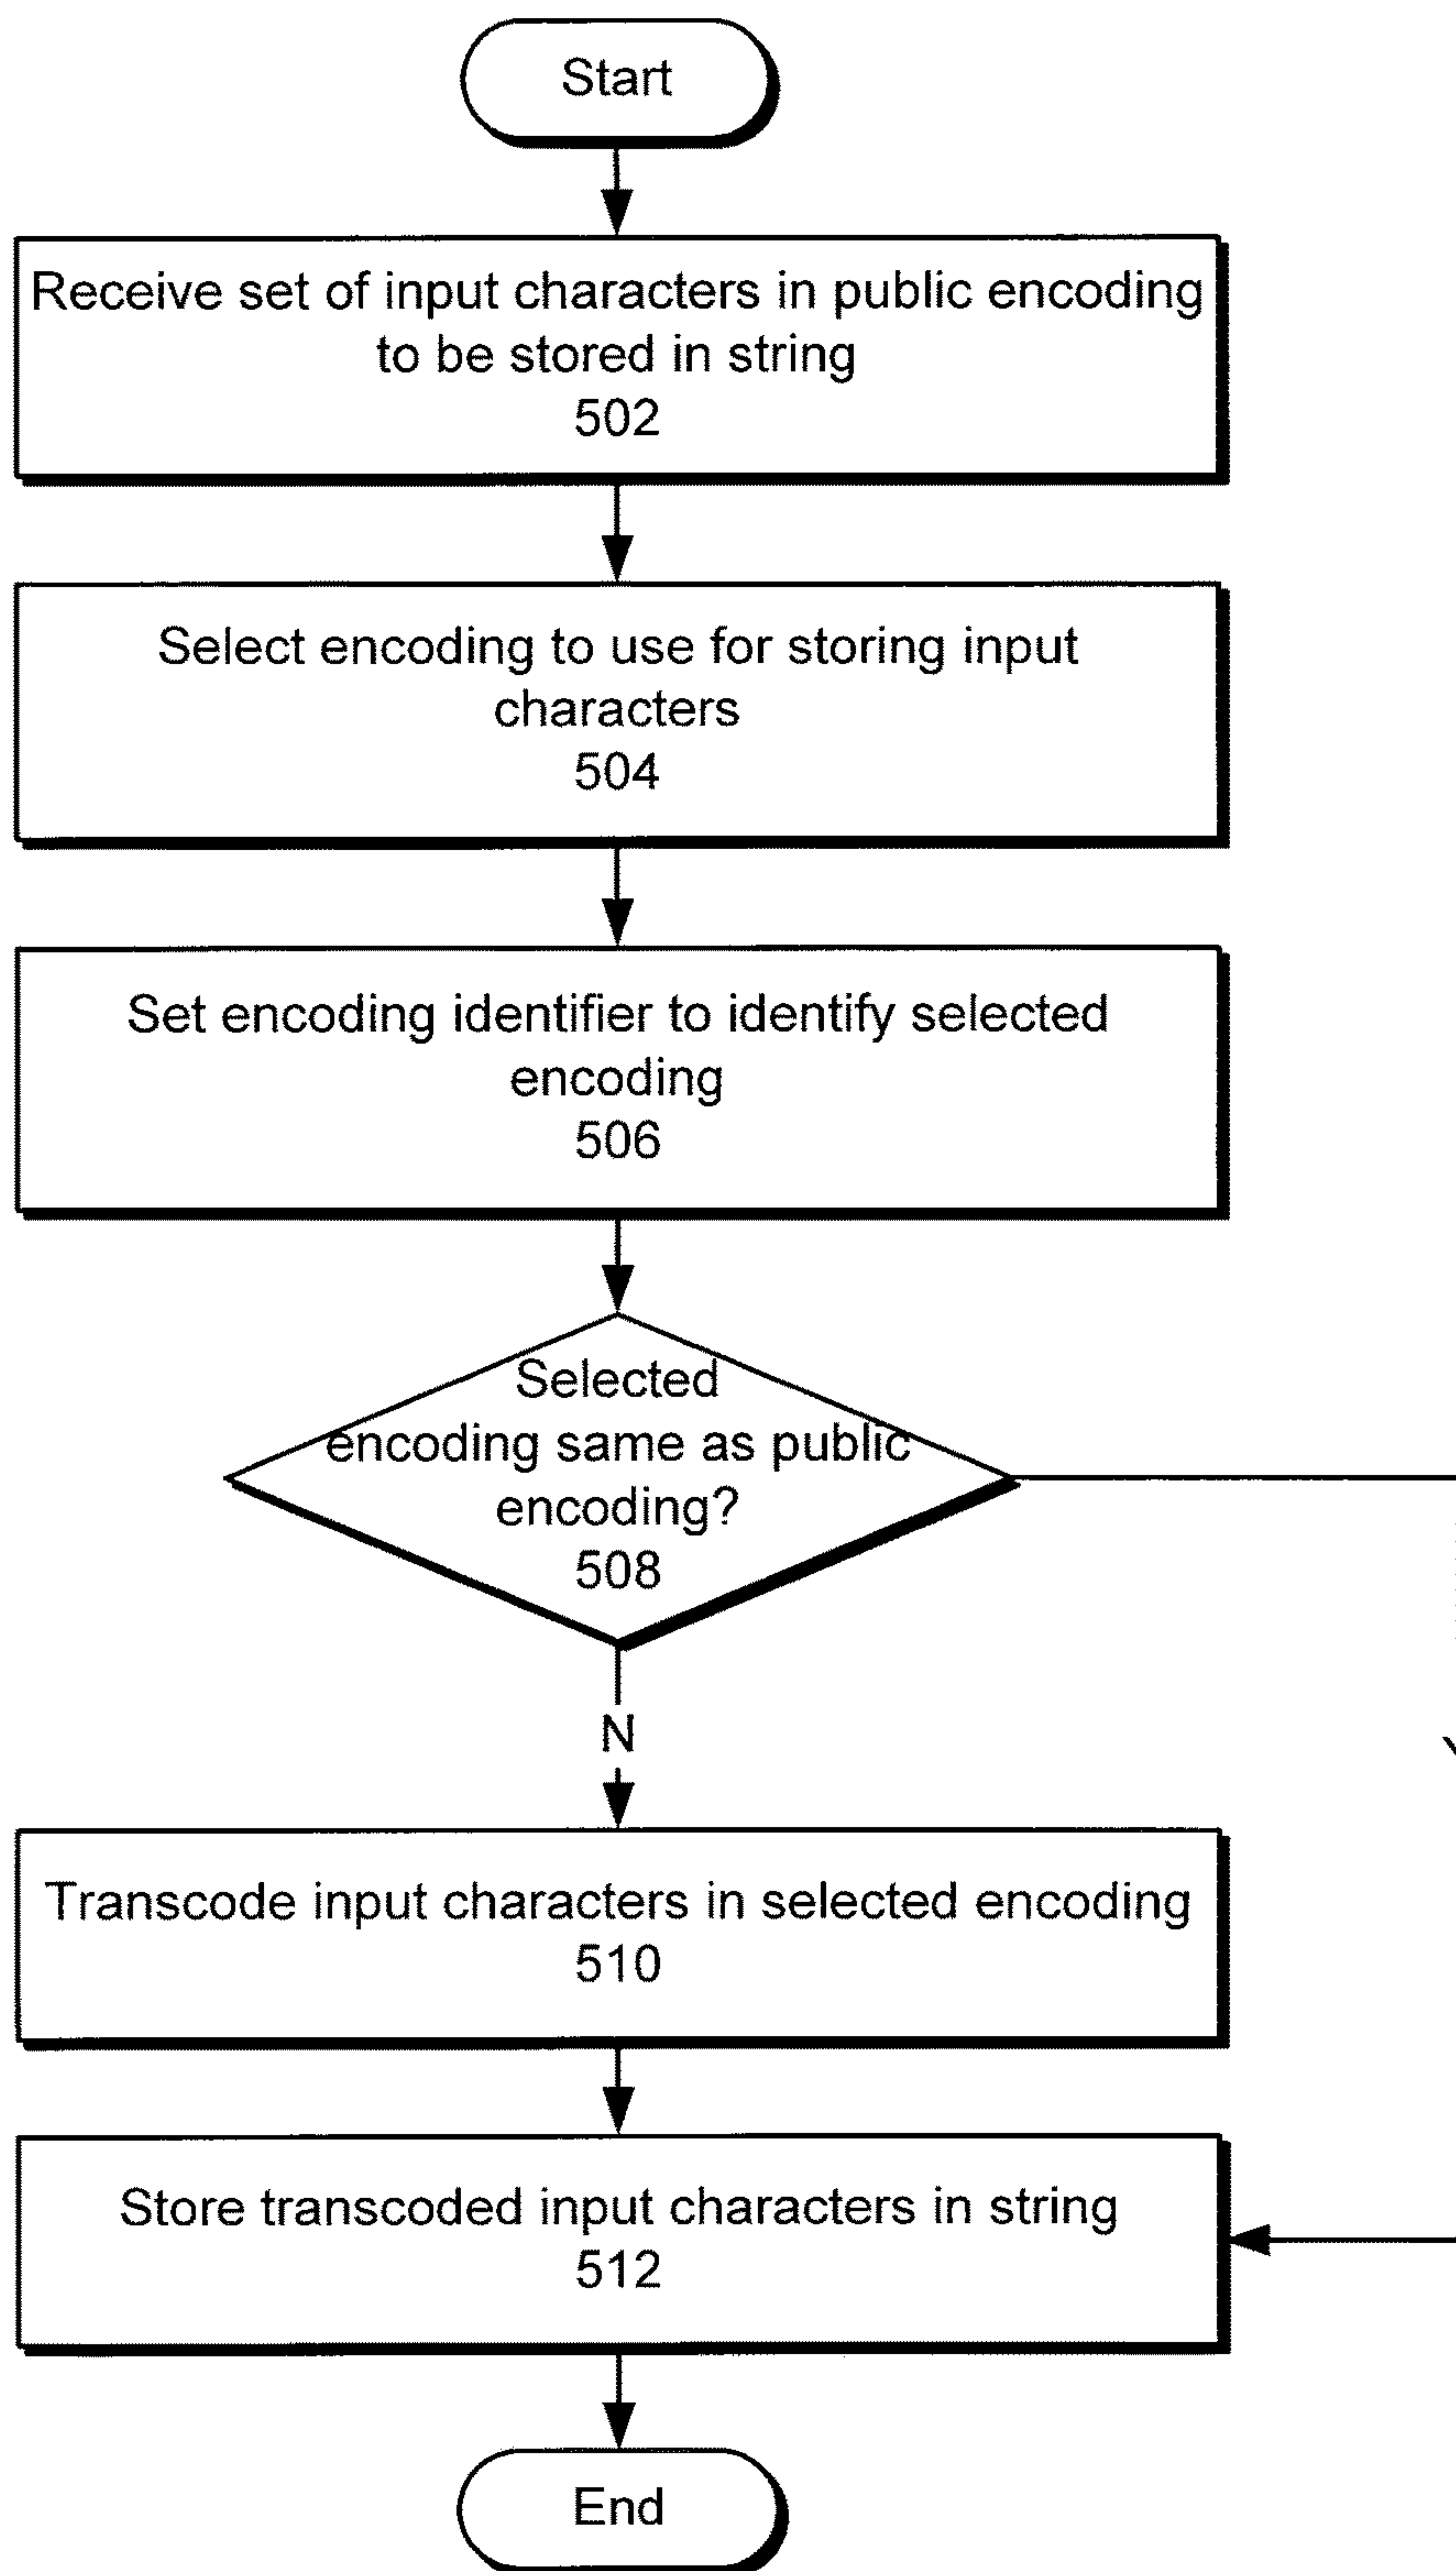 Start
Receive set of input characters in public encoding
to be stored in string
502
Select encoding to use for storing input
characters
504
Set encoding identifier to identify selected
encoding
506
Selected
encoding same as public
encoding?
508
N
Transcode input characters in selected encoding
510
Store transcoded input characters in string
512
End